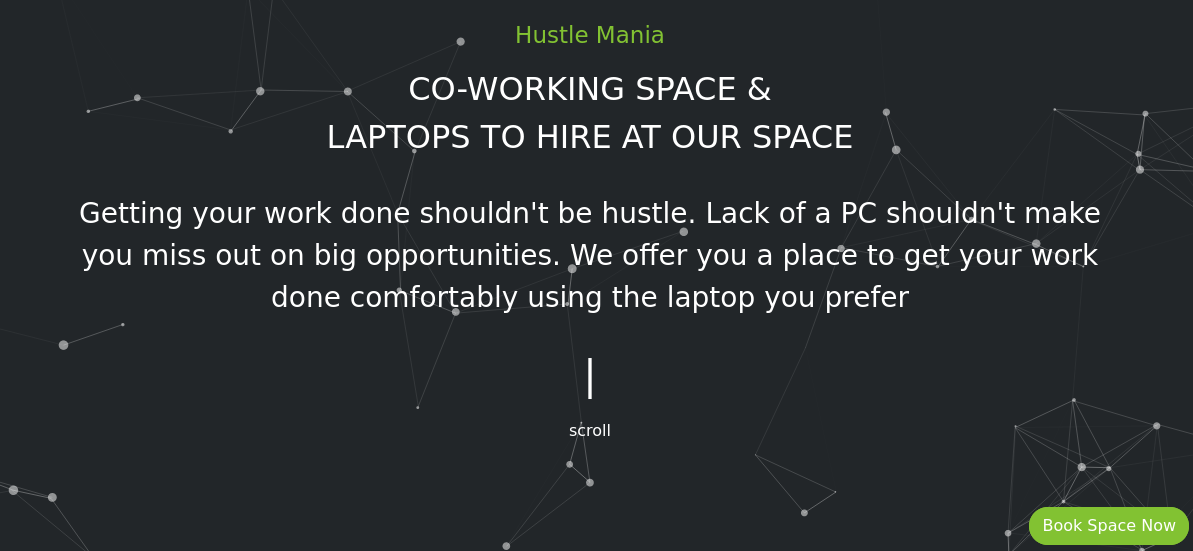 Hustle Mania
CO-WORKING SPACE &
LAPTOPS TO HIRE AT OUR SPACE
Getting your work done shouldn't be hustle. Lack of a PC shouldn't make
you miss out on big opportunities. We offer you a place to get your work
done comfortably using the laptop you prefer
scroll
Book Space Now